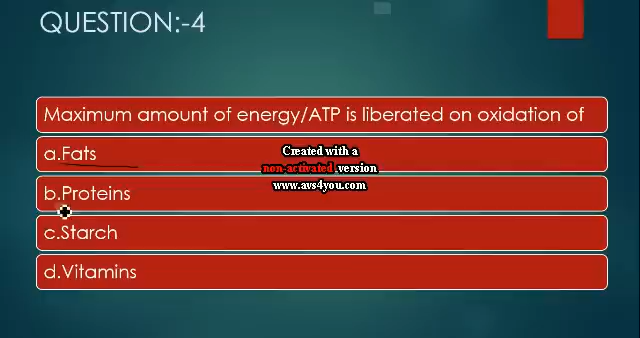 QUESTION:-4
Maximum amount of energy/ATP is liberated on oxidation of
a.Fats
Created with a
non-activated version
www.avs4you.com
b.Proteins
c.Starch
d.Vitamins